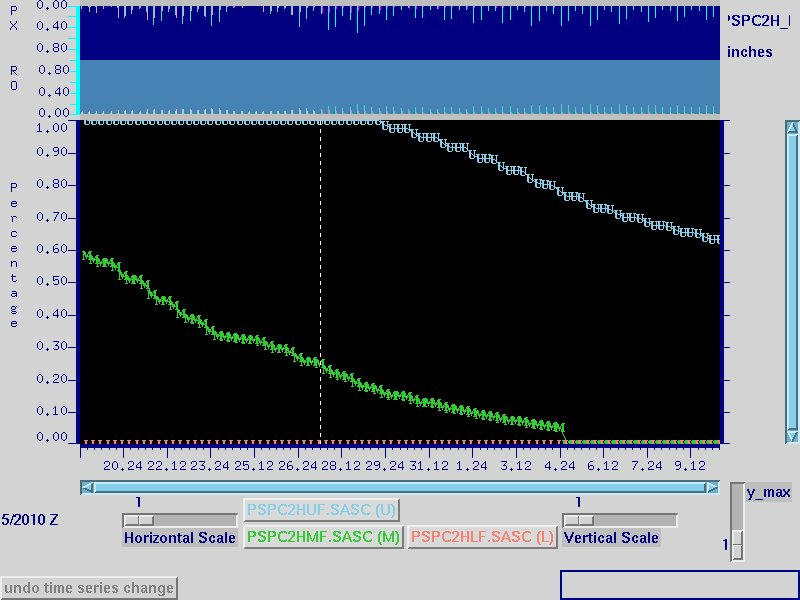 P X
0.00
0.40
0.80
PSPC2H_
inches
R O
0.80
0.40
0.00
Percentage
1.00
0.90
0.80
0.70
0.60
0.50
0.40
0.30
0.20
0.10
0.00
20.24 22.12 23.24 25.12 26.24 28.12 29.24 31.12 1.24 3.12 4.24 6.12 7.24 9.12
5/2010 Z
1
Horizontal Scale
PSPC2HUF.SASC (U)
PSPC2HMF.SASC (M)
PSPC2HLF.SASC (L)
1
Vertical Scale
y_max
1
undo time series change